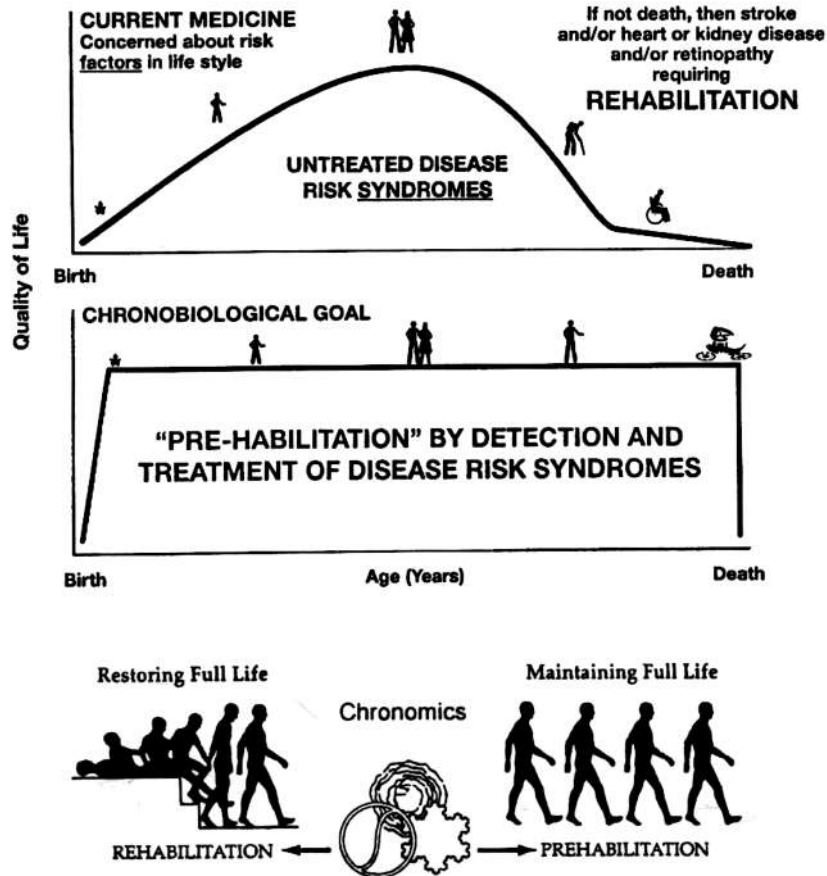 CURRENT MEDICINE
Concerned about risk
factors in life style
If not death, then stroke
and/or heart or kidney disease
and/or retinopathy
requiring
REHABILITATION
UNTREATED DISEASE
RISK SYNDROMES
Quality of Life
Birth
Death
CHRONOBIOLOGICAL GOAL
“PRE-HABILITATION” BY DETECTION AND
TREATMENT OF DISEASE RISK SYNDROMES
Birth
Age (Years)
Death
Restoring Full Life
Chronomics
Maintaining Full Life
REHABILITATION
PREHABILITATION